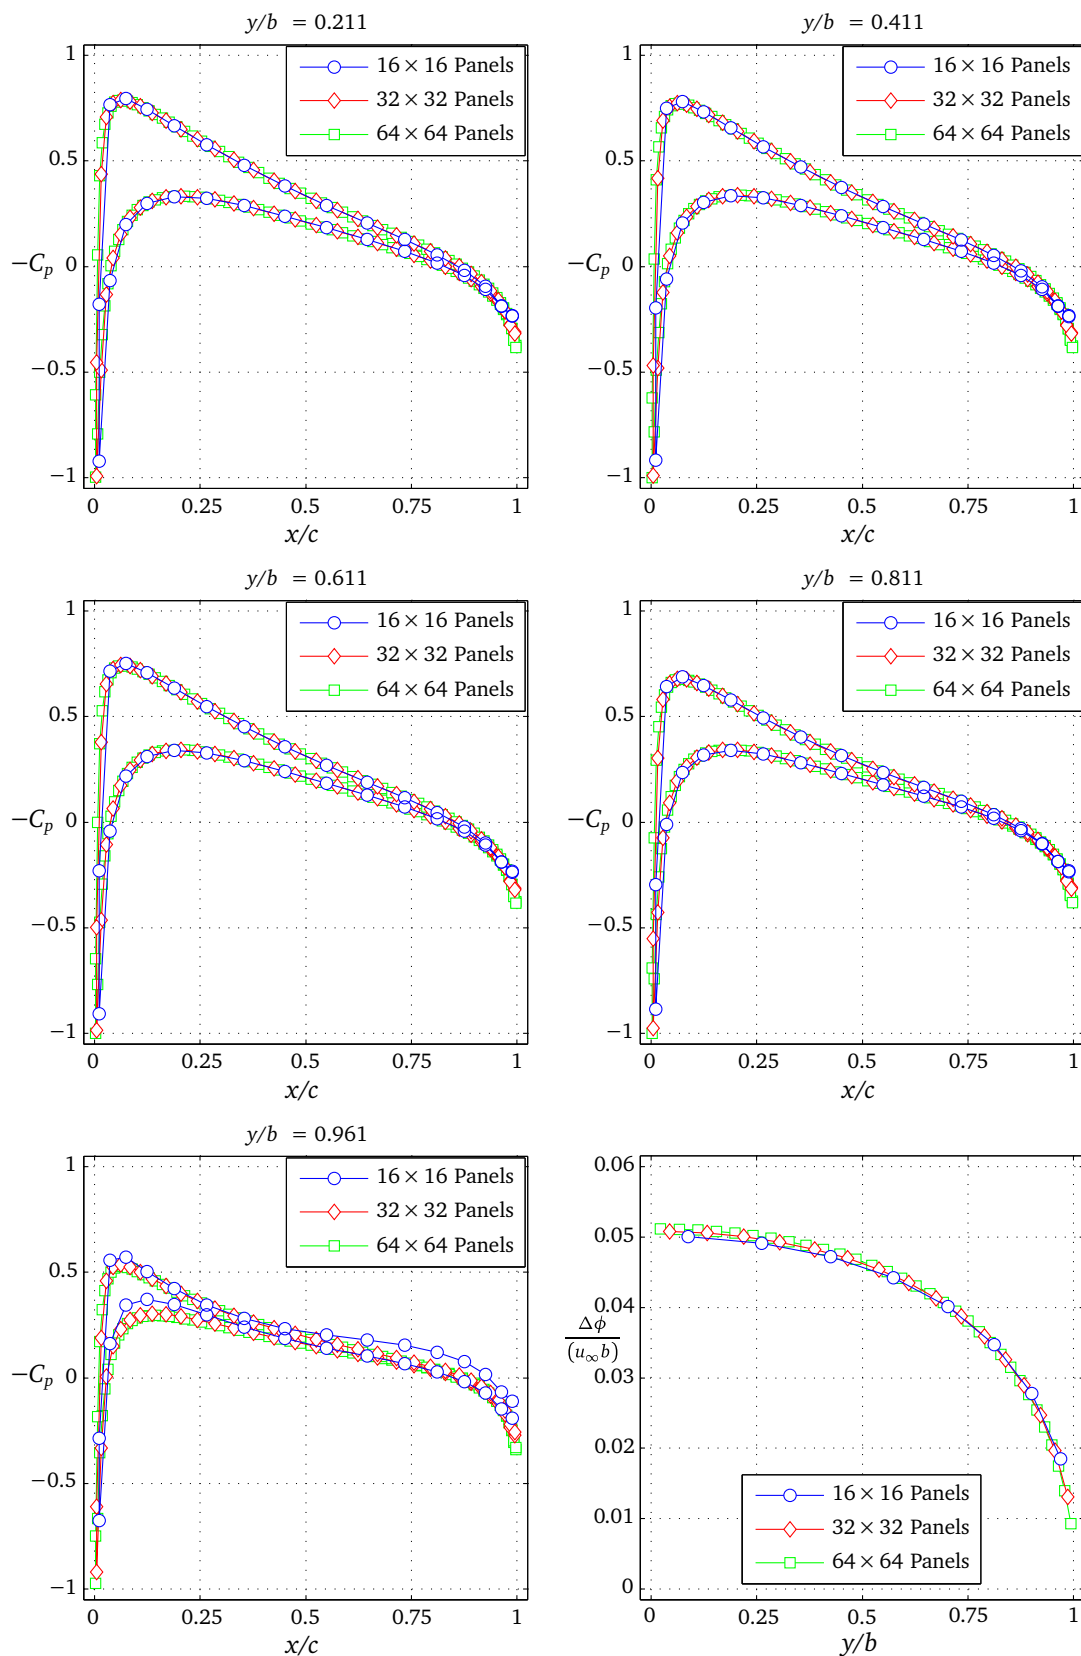 y/b = 0.211
1
0.5
−Cp 0
−0.5
−1
0 0.25 0.5 0.75 1
x/c
16×16 Panels
32×32 Panels
64×64 Panels
y/b = 0.411
1
0.5
−Cp 0
−0.5
−1
0 0.25 0.5 0.75 1
x/c
16×16 Panels
32×32 Panels
64×64 Panels
y/b = 0.611
1
0.5
−Cp 0
−0.5
−1
0 0.25 0.5 0.75 1
x/c
16×16 Panels
32×32 Panels
64×64 Panels
y/b = 0.811
1
0.5
−Cp 0
−0.5
−1
0 0.25 0.5 0.75 1
x/c
16×16 Panels
32×32 Panels
64×64 Panels
y/b = 0.961
1
0.5
−Cp 0
−0.5
−1
0 0.25 0.5 0.75 1
x/c
16×16 Panels
32×32 Panels
64×64 Panels
0.06
0.05
0.04
Δϕ
(u∞b)
0.03
0.02
0.01
0
0 0.25 0.5 0.75 1
y/b
16×16 Panels
32×32 Panels
64×64 Panels